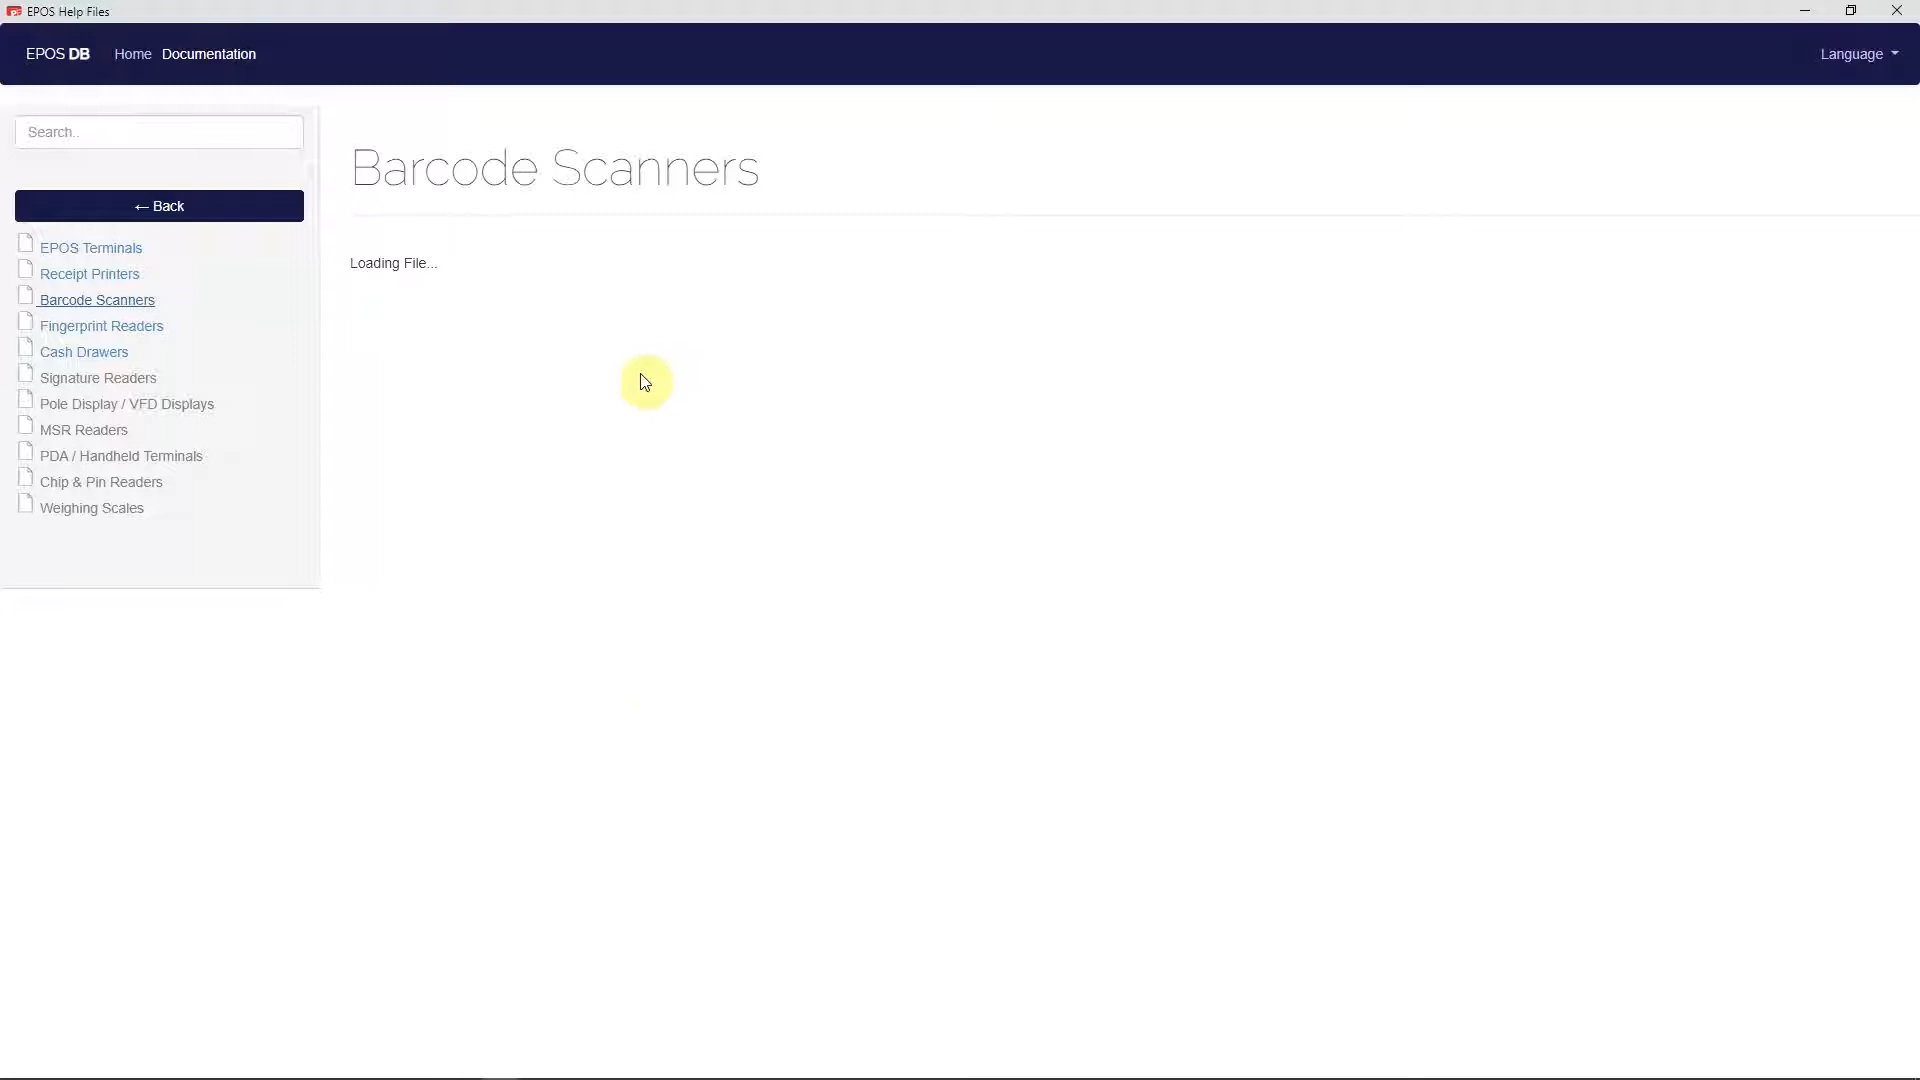 EPOS Help Files
EPOS DB Home Documentation Language
Search..
← Back
EPOS Terminals
Receipt Printers
Barcode Scanners
Fingerprint Readers
Cash Drawers
Signature Readers
Pole Display / VFD Displays
MSR Readers
PDA / Handheld Terminals
Chip & Pin Readers
Weighing Scales
Barcode Scanners
Loading File...